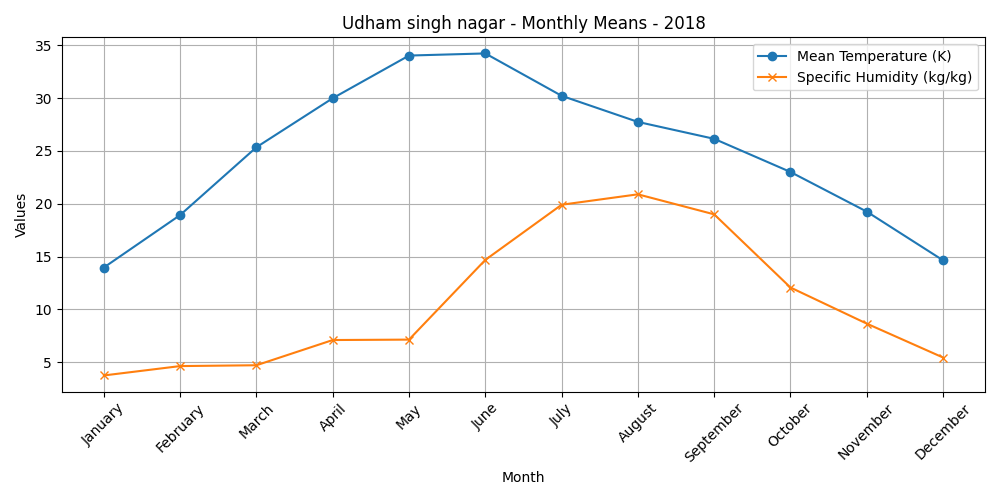 Udham singh nagar - Monthly Means - 2018
Mean Temperature (K)
Specific Humidity (kg/kg)
Values
35
30
25
20
15
10
5
January
February
March
April
May
June
July
August
September
October
November
December
Month